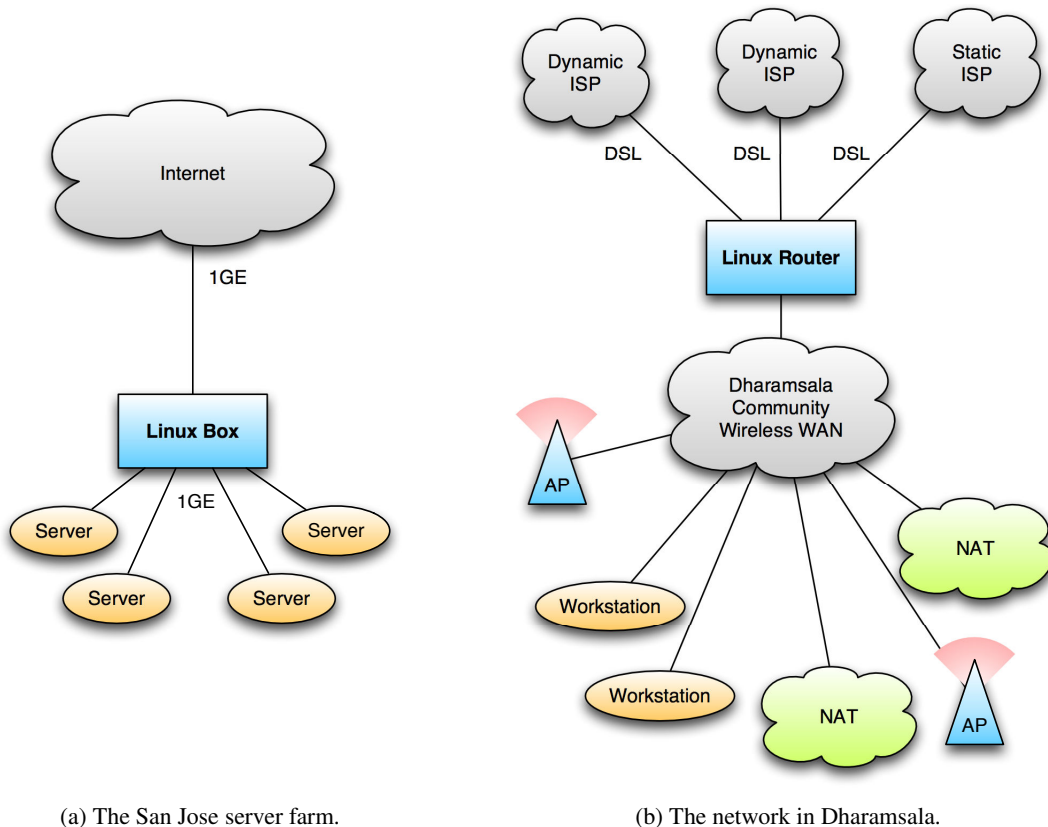 Internet
1GE
Linux Box
1GE
Server
Server
Server
Server
(a) The San Jose server farm.
Dynamic
ISP
Dynamic
ISP
Static
ISP
DSL
DSL
DSL
Linux Router
Dharamsala
Community
Wireless WAN
AP
NAT
Workstation
Workstation
NAT
AP
(b) The network in Dharamsala.